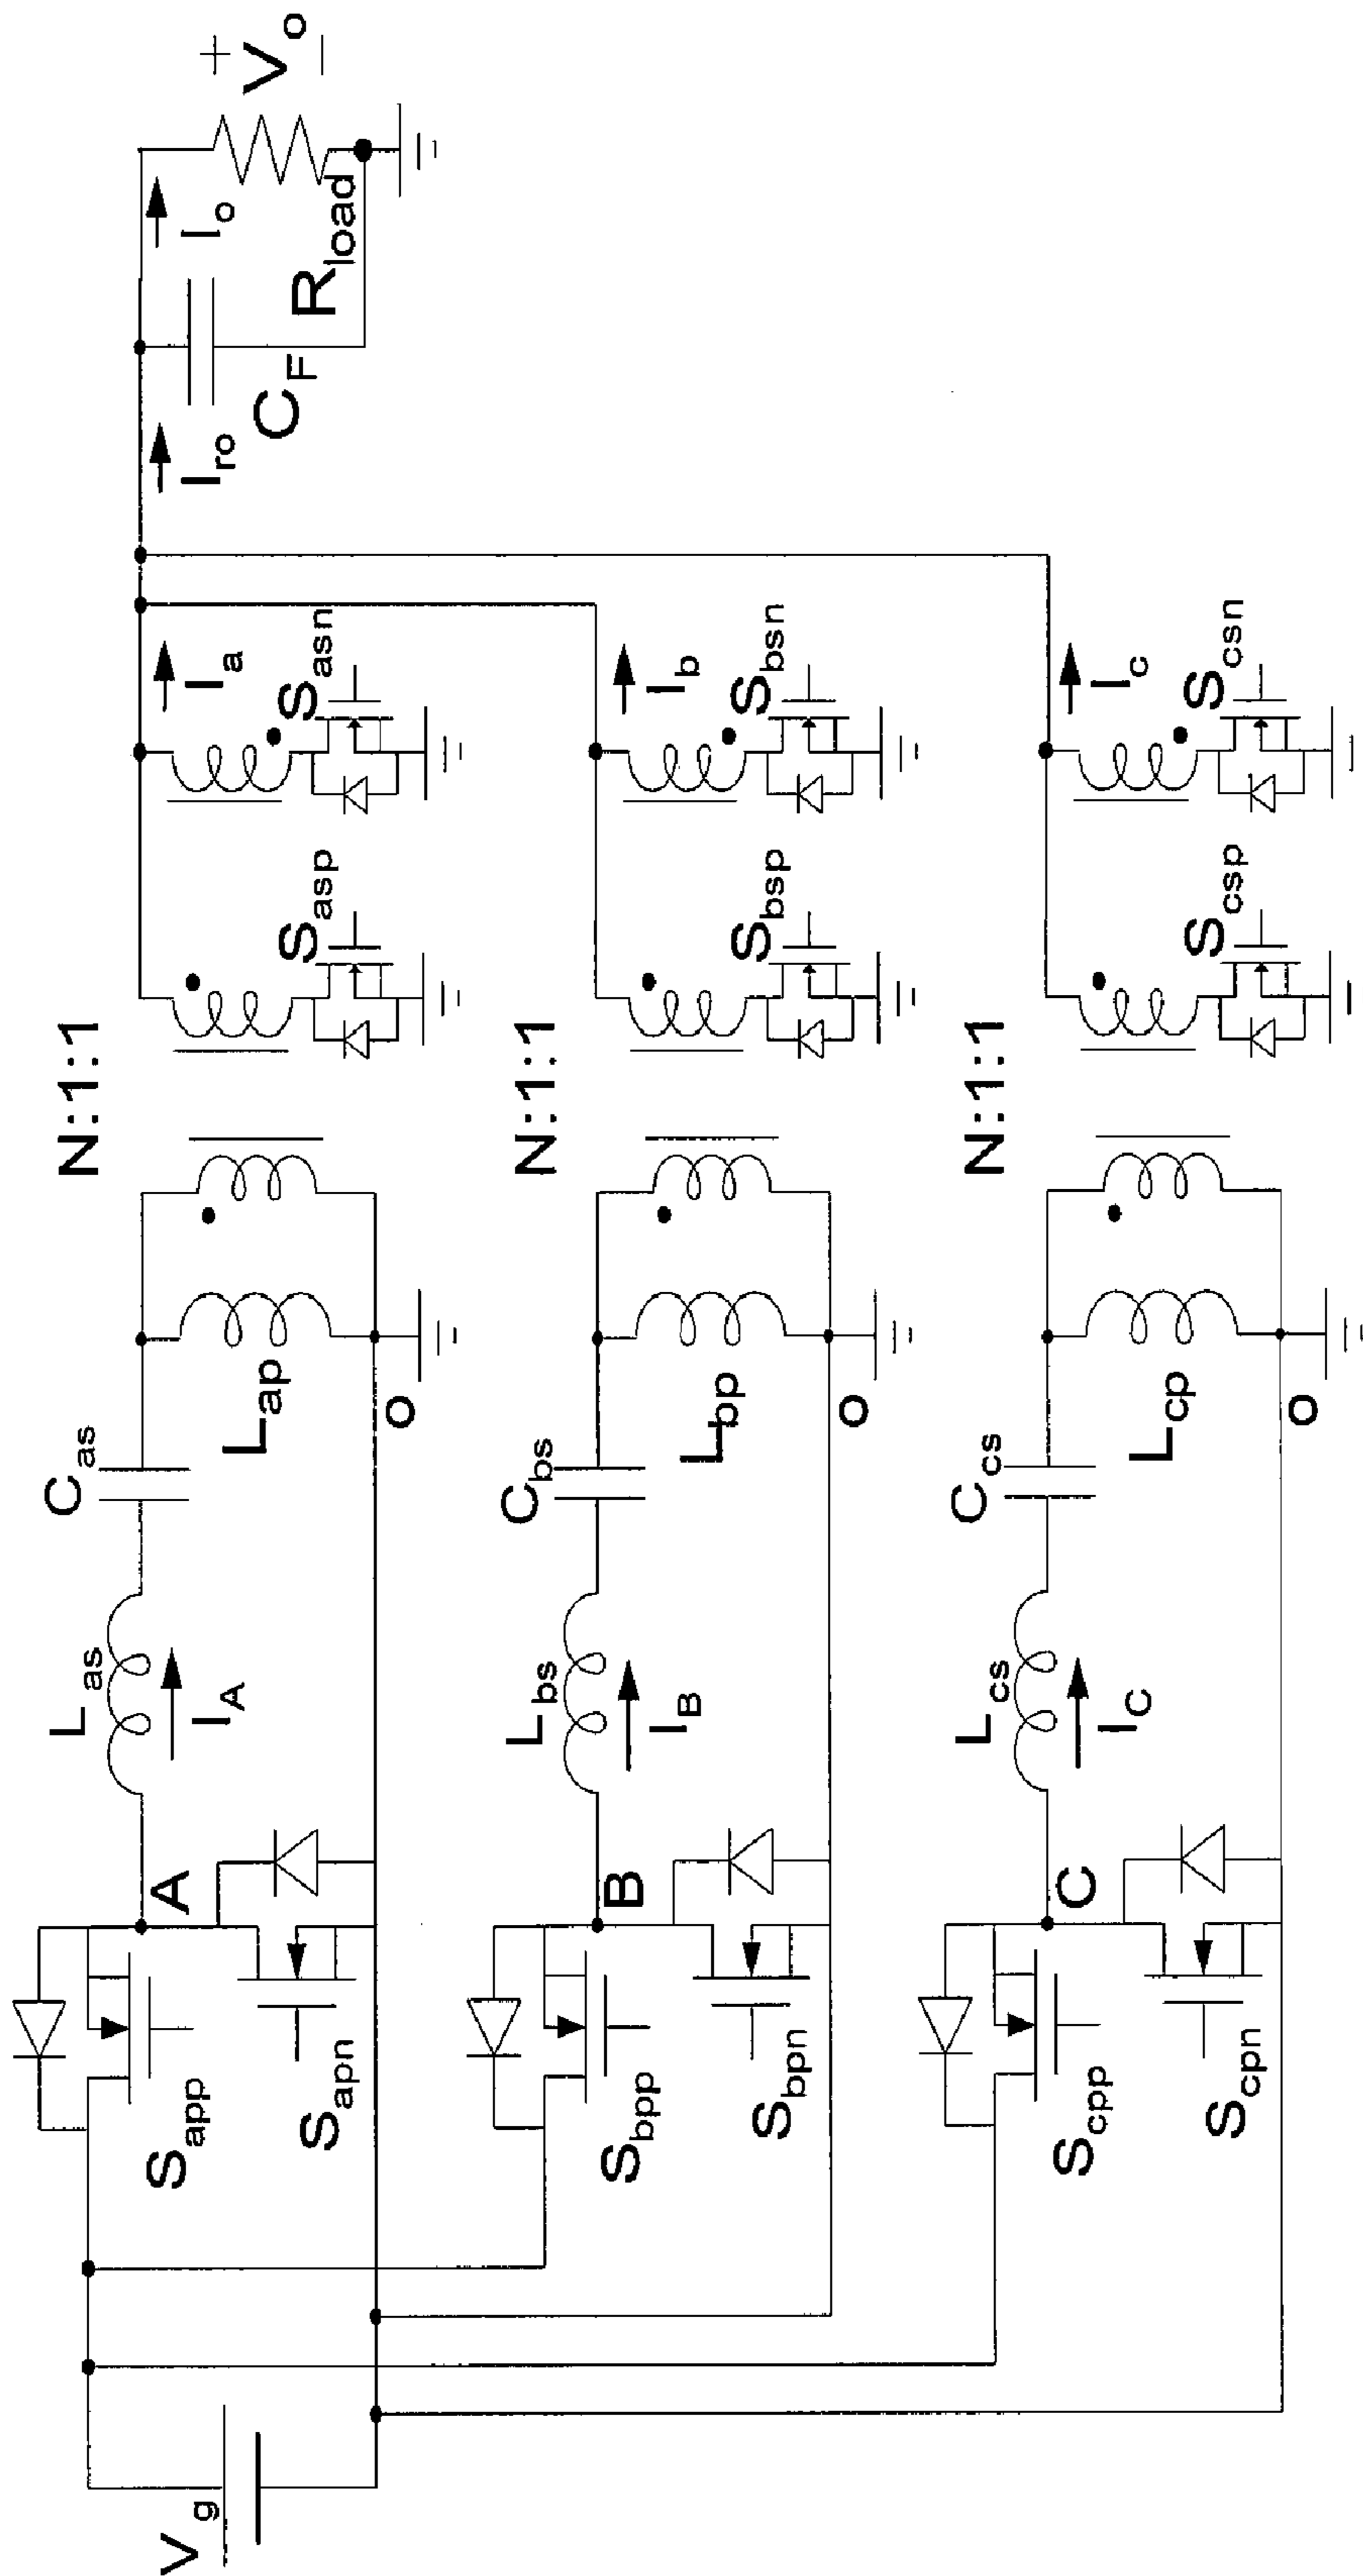 V_g
S_app
S_apn
A
L_as
I_A
C_as
L_ap
o
N:1:1
S_asp
S_asn
I_a
I_ro
C_F
I_o
R_load
+
V_o
–
S_bpp
S_bpn
B
L_bs
I_B
C_bs
L_bp
o
N:1:1
S_bsp
S_bsn
I_b
S_cpp
S_cpn
C
L_cs
I_C
C_cs
L_cp
o
N:1:1
S_csp
S_csn
I_c